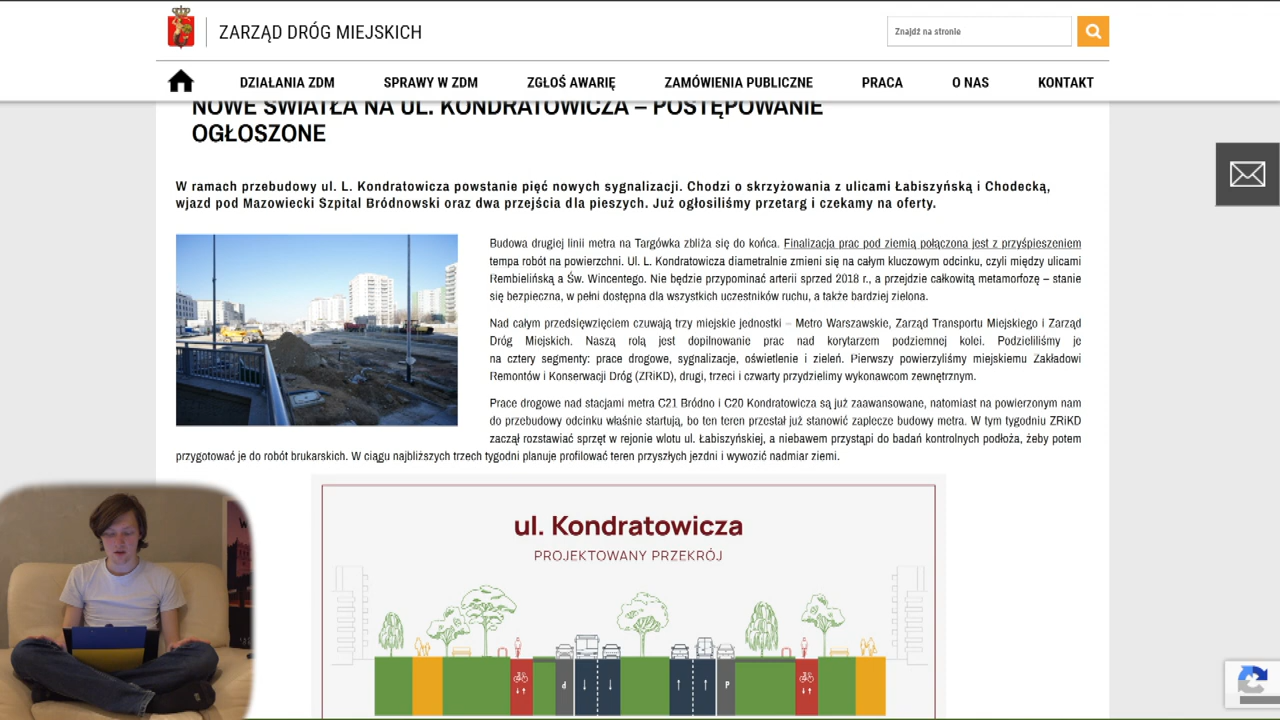 ZARZĄD DRÓG MIEJSKICH
Znajdź na stronie
DZIAŁANIA ZDM SPRAWY W ZDM ZGŁOŚ AWARIĘ ZAMÓWIENIA PUBLICZNE PRACA O NAS KONTAKT
NOWE ŚWIATŁA NA UL. KONDRATOWICZA – POSTĘPOWANIE
OGŁOSZONE
W ramach przebudowy ul. L. Kondratowicza powstanie pięć nowych sygnalizacji. Chodzi o skrzyżowania z ulicami Łabiszyńską i Chodecką,
wjazd pod Mazowiecki Szpital Bródnowski oraz dwa przejścia dla pieszych. Już ogłosiliśmy przetarg i czekamy na oferty.
Budowa drugiej linii metra na Targówka zbliża się do końca. Finalizacja prac pod ziemią połączona jest z przyśpieszeniem
tempa robót na powierzchni. Ul. L. Kondratowicza diametralnie zmieni się na całym kluczowym odcinku, czyli między ulicami
Rembielińską a Św. Wincentego. Nie będzie przypominać arterii sprzed 2018 r., a przejdzie całkowitą metamorfozę – stanie
się bezpieczna, w pełni dostępna dla wszystkich uczestników ruchu, a także bardziej zielona.
Nad całym przedsięwzięciem czuwają trzy miejskie jednostki – Metro Warszawskie, Zarząd Transportu Miejskiego i Zarząd
Dróg Miejskich. Naszą rolą jest dopilnowanie prac nad korytarzem podziemnej kolei. Podzieliliśmy je
na cztery segmenty: prace drogowe, sygnalizacje, oświetlenie i zieleń. Pierwszy powierzyliśmy miejskiemu Zakładowi
Remontów i Konserwacji Dróg (ZRiKD), drugi, trzeci i czwarty przydzielimy wykonawcom zewnętrznym.
Prace drogowe nad stacjami metra C21 Bródno i C20 Kondratowicza są już zaawansowane, natomiast na powierzonym nam
do przebudowy odcinku właśnie startują, bo ten teren przestał już stanowić zaplecze budowy metra. W tym tygodniu ZRiKD
zaczął rozstawiać sprzęt w rejonie wlotu ul. Łabiszyńskiej, a niebawem przystąpi do badań kontrolnych podłoża, żeby potem
przygotować je do robót brukarskich. W ciągu najbliższych trzech tygodni planuje profilować teren przyszłych jezdni i wywozić nadmiar ziemi.
ul. Kondratowicza
PROJEKTOWANY PRZEKRÓJ
P P